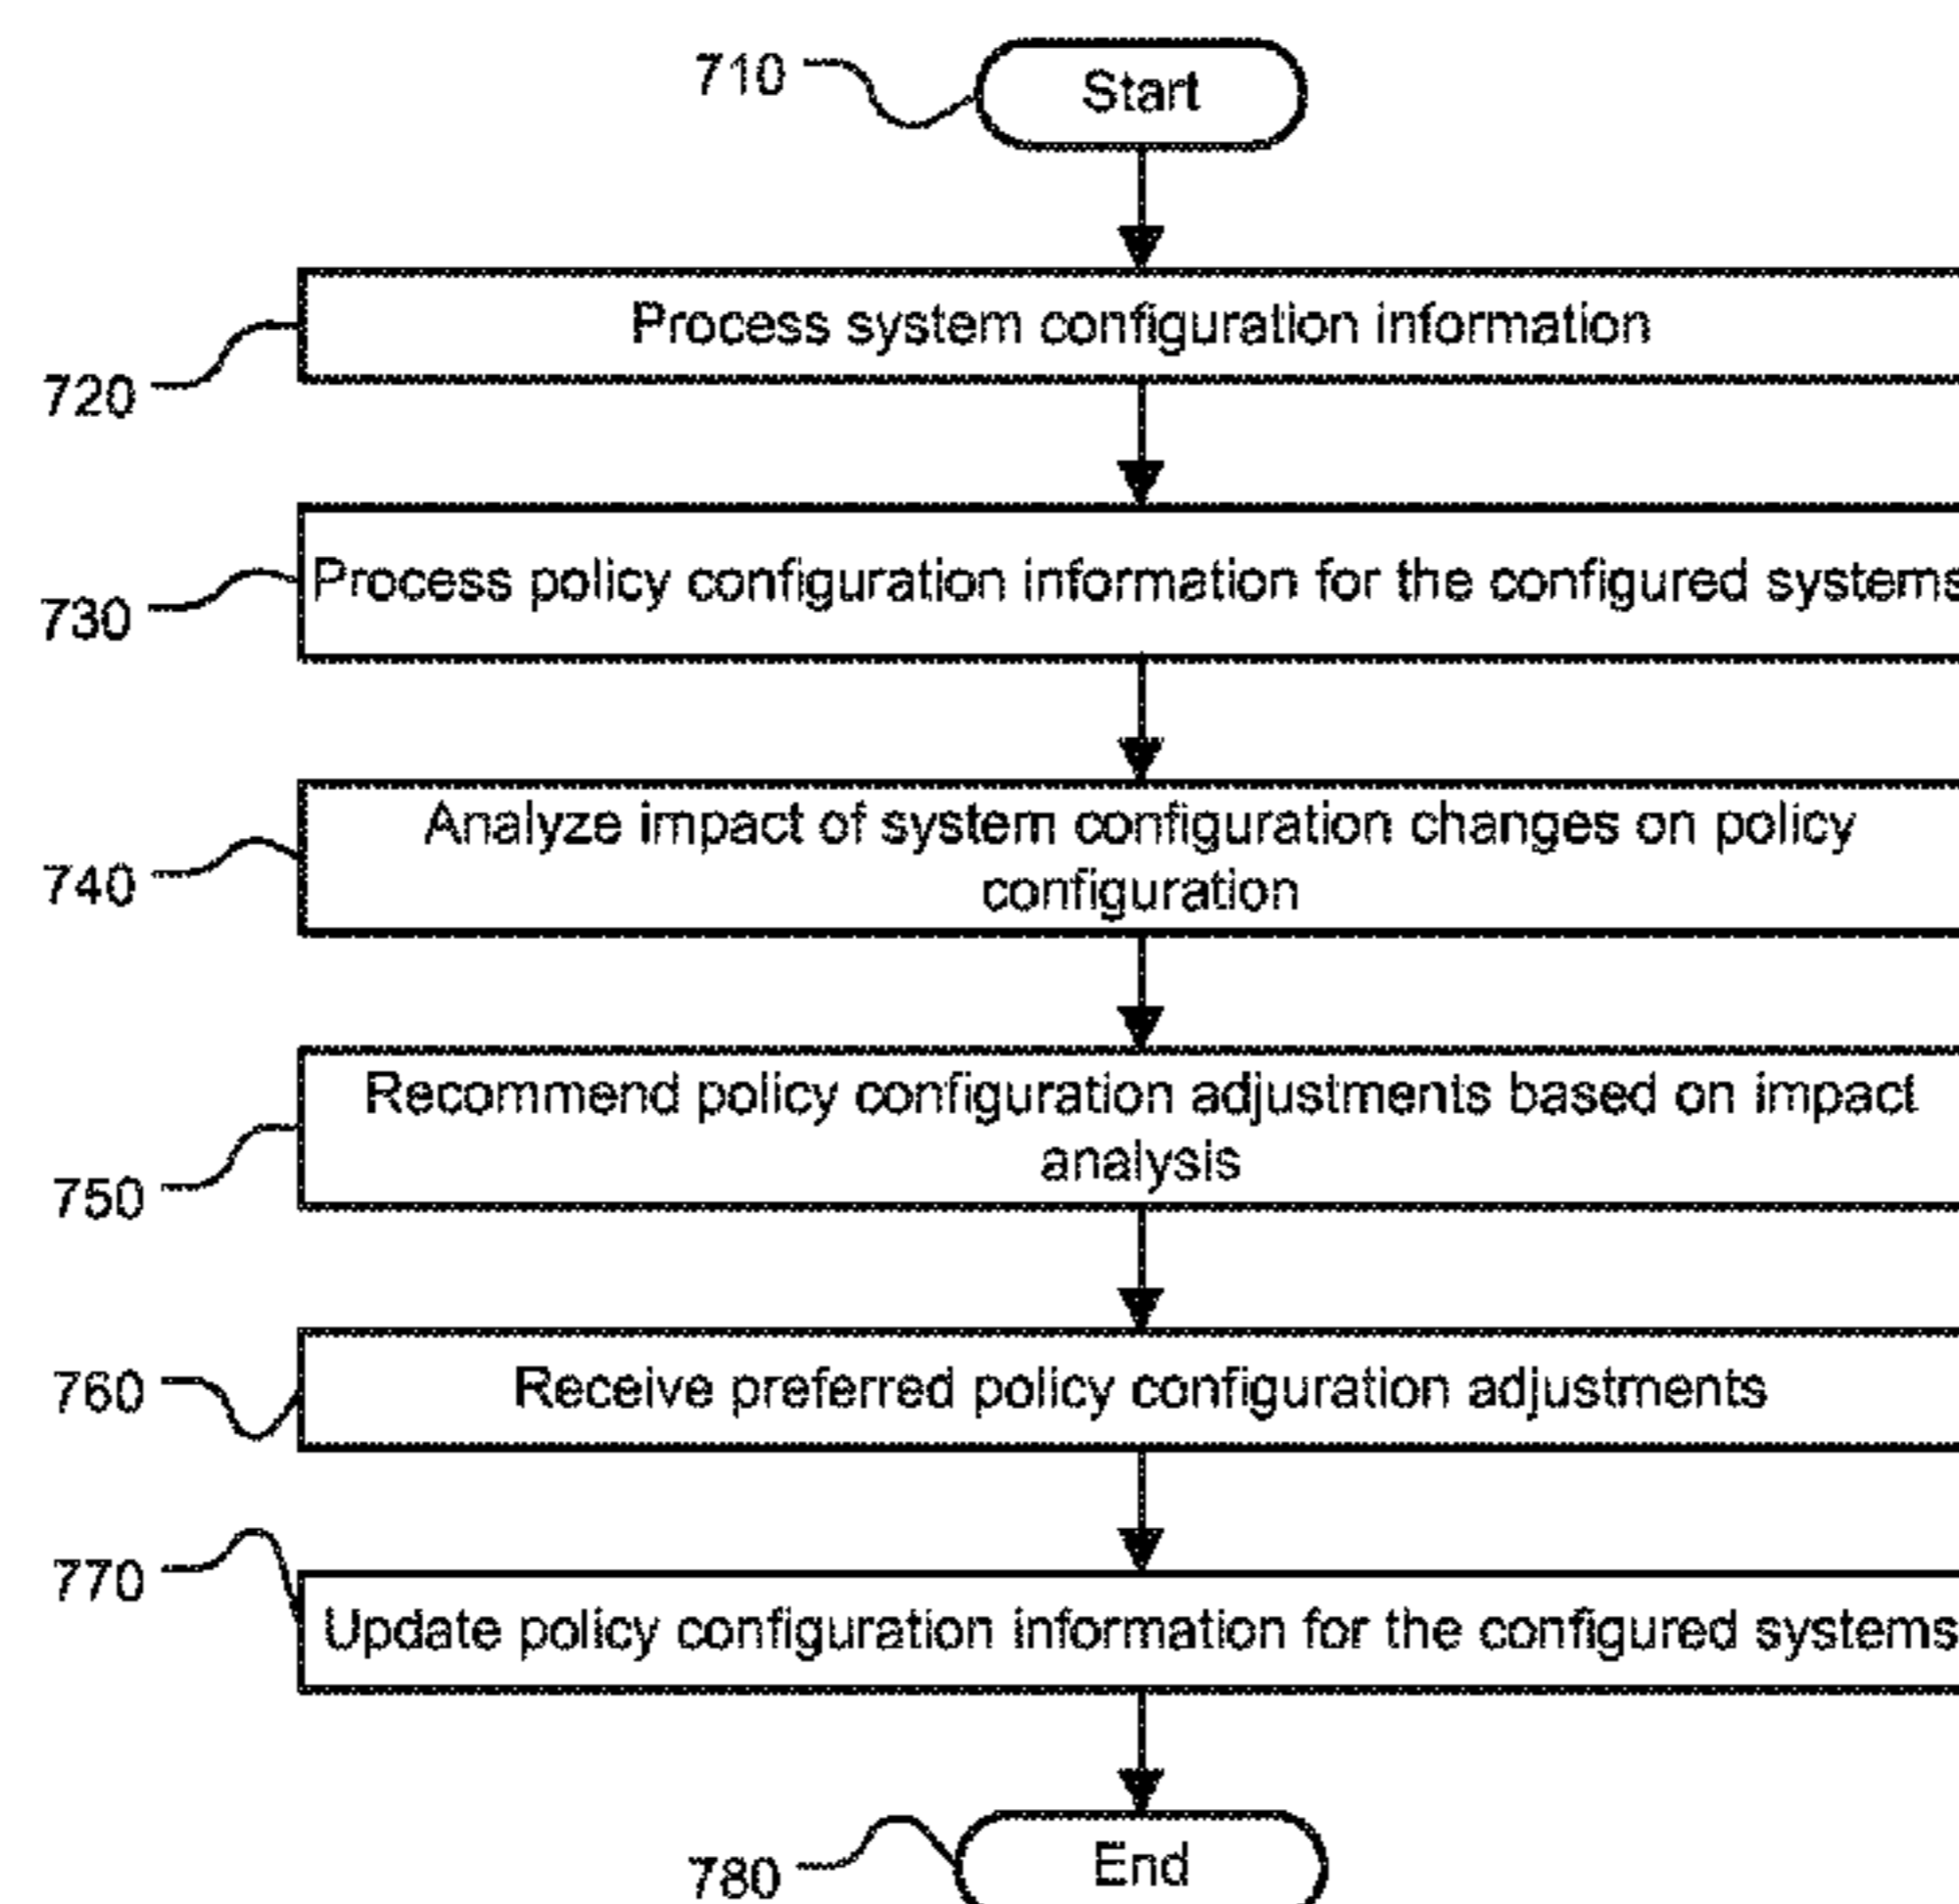 710
Start
Process system configuration information
720
Process policy configuration information for the configured systems
730
Analyze impact of system configuration changes on policy
configuration
740
Recommend policy configuration adjustments based on impact
analysis
750
760
Receive preferred policy configuration adjustments
770
Update policy configuration information for the configured systems
780
End